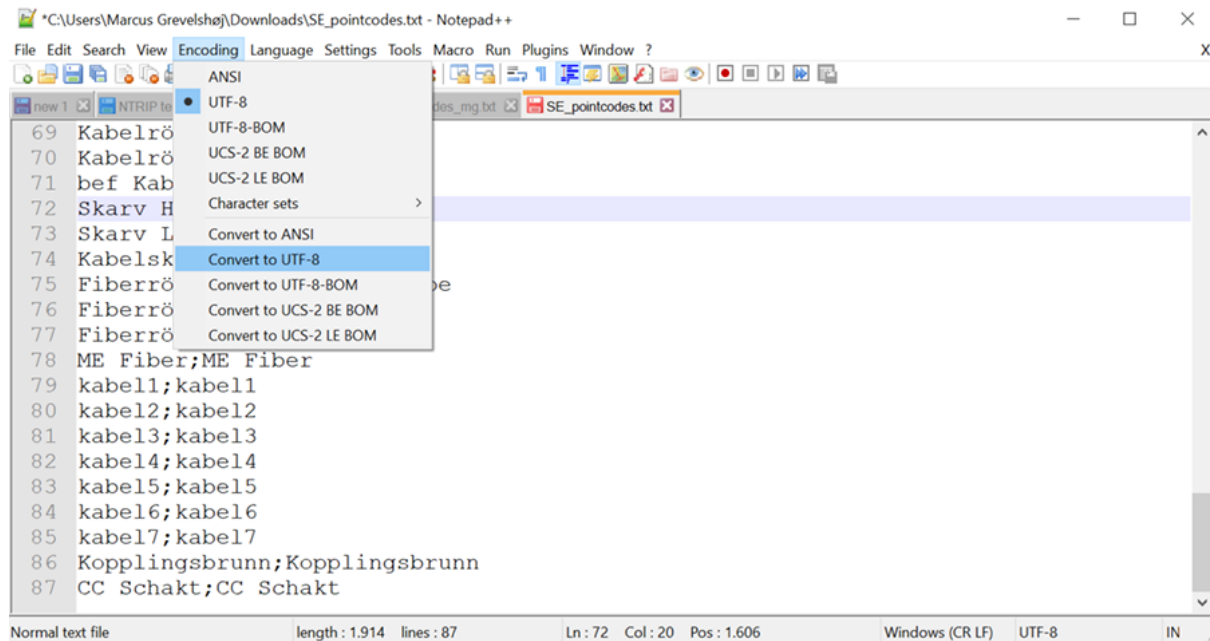 *C:\Users\Marcus Grevelshøj\Downloads\SE_pointcodes.txt - Notepad++
File Edit Search View Encoding Language Settings Tools Macro Run Plugins Window ? X
new 1 NTRIP te des_mg.txt SE_pointcodes.txt
ANSI
UTF-8
UTF-8-BOM
UCS-2 BE BOM
UCS-2 LE BOM
Character sets
Convert to ANSI
Convert to UTF-8
Convert to UTF-8-BOM
Convert to UCS-2 BE BOM
Convert to UCS-2 LE BOM
69 Kabelrö
70 Kabelrö
71 bef Kab
72 Skarv H
73 Skarv L
74 Kabelsk
75 Fiberrö be
76 Fiberrö
77 Fiberrö
78 ME Fiber;ME Fiber
79 kabel1;kabel1
80 kabel2;kabel2
81 kabel3;kabel3
82 kabel4;kabel4
83 kabel5;kabel5
84 kabel6;kabel6
85 kabel7;kabel7
86 Kopplingsbrunn;Kopplingsbrunn
87 CC Schakt;CC Schakt
Normal text file length : 1.914 lines : 87 Ln : 72 Col : 20 Pos : 1.606 Windows (CR LF) UTF-8 IN